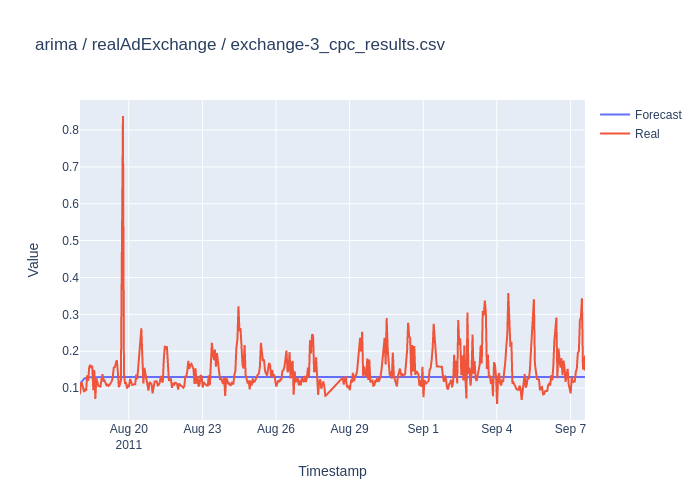 arima / realAdExchange / exchange-3_cpc_results.csv
Forecast
Real
0.8
0.7
0.6
0.5
0.4
0.3
0.2
0.1
Value
Aug 20
2011
Aug 23
Aug 26
Aug 29
Sep 1
Sep 4
Sep 7
Timestamp